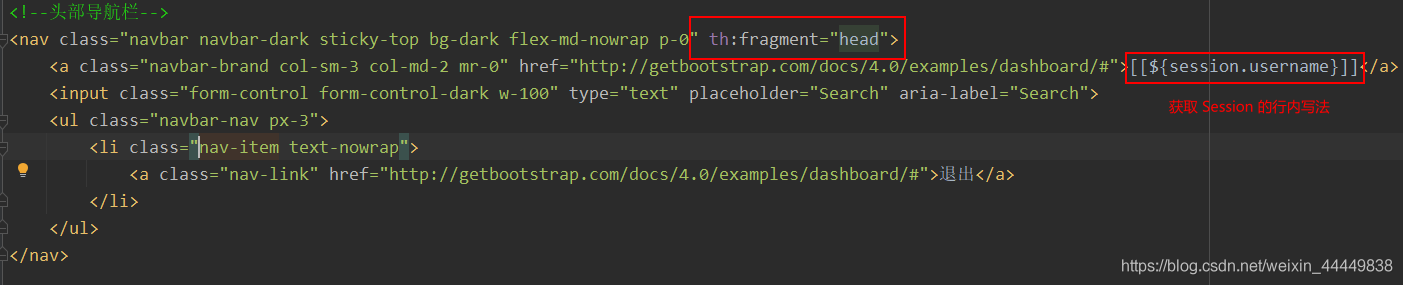 <!--头部导航栏-->
<nav class="navbar navbar-dark sticky-top bg-dark flex-md-nowrap p-0" th:fragment="head">
<a class="navbar-brand col-sm-3 col-md-2 mr-0" href="http://getbootstrap.com/docs/4.0/examples/dashboard/#">[[${session.username}]]</a>
<input class="form-control form-control-dark w-100" type="text" placeholder="Search" aria-label="Search">
获取 Session 的行内写法
<ul class="navbar-nav px-3">
<li class="nav-item text-nowrap">
<a class="nav-link" href="http://getbootstrap.com/docs/4.0/examples/dashboard/#">退出</a>
</li>
</ul>
</nav>
https://blog.csdn.net/weixin_44449838